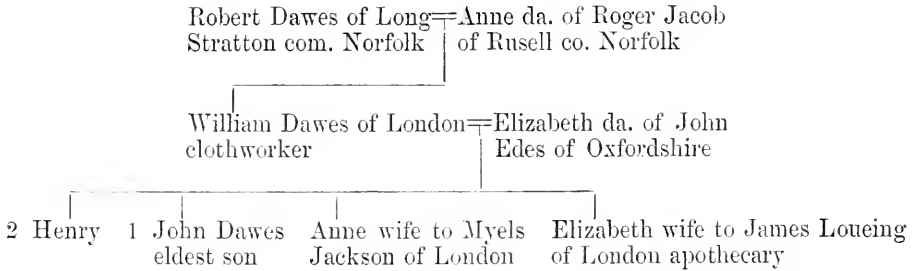 Robert Dawes of Long=Anne da. of Roger Jacob
Stratton com. Norfolk of Rusell co. Norfolk
William Dawes of London=Elizabeth da. of John
clothworker Edes of Oxfordshire
2 Henry 1 John Dawes Anne wife to Myels Elizabeth wife to James Loueing
eldest son Jackson of London of London apothecary